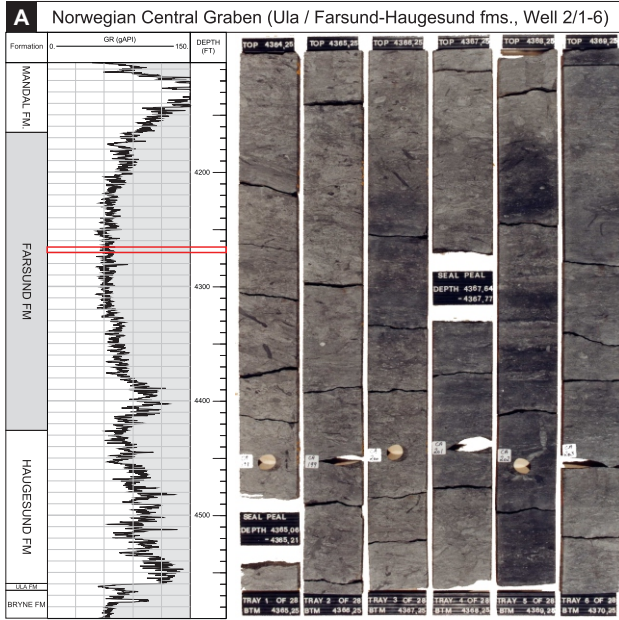 A Norwegian Central Graben (Ula / Farsund-Haugesund fms., Well 2/1-6)
Formation
GR (gAPI)
0. 150.
DEPTH
(FT)
MANDAL FM.
FARSUND FM
HAUGESUND FM
ULA FM
BRYNE FM
4200
4300
4400
4500
TOP 4364,25
TOP 4365,25
TOP 4366,25
TOP 4367,25
TOP 4368,25
TOP 4369,25
SEAL PEAL
DEPTH 4367,64
-4367,77
SEAL PEAL
DEPTH 4365,06
-4365,21
TRAY 1 OF 28
BTM 4365,25
TRAY 2 OF 28
BTM 4366,25
TRAY 3 OF 28
BTM 4367,25
TRAY 4 OF 28
BTM 4368,25
TRAY 5 OF 28
BTM 4369,25
TRAY 6 OF 28
BTM 4370,25